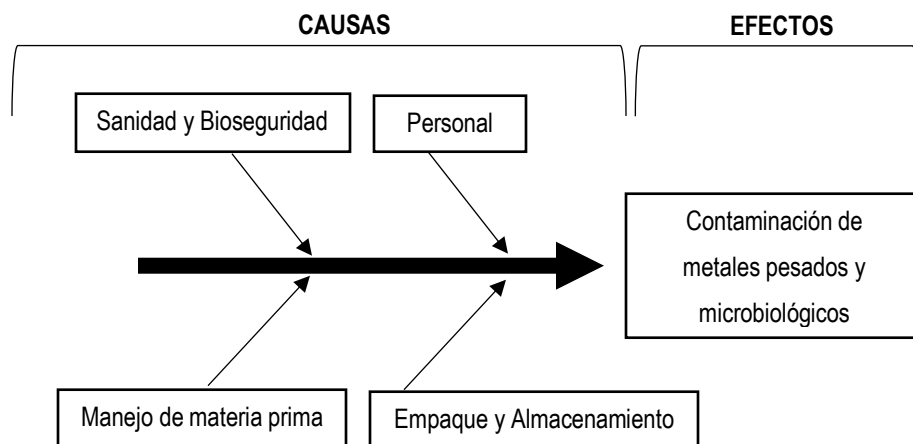 CAUSAS
EFECTOS
Sanidad y Bioseguridad
Personal
Contaminación de
metales pesados y
microbiológicos
Manejo de materia prima
Empaque y Almacenamiento